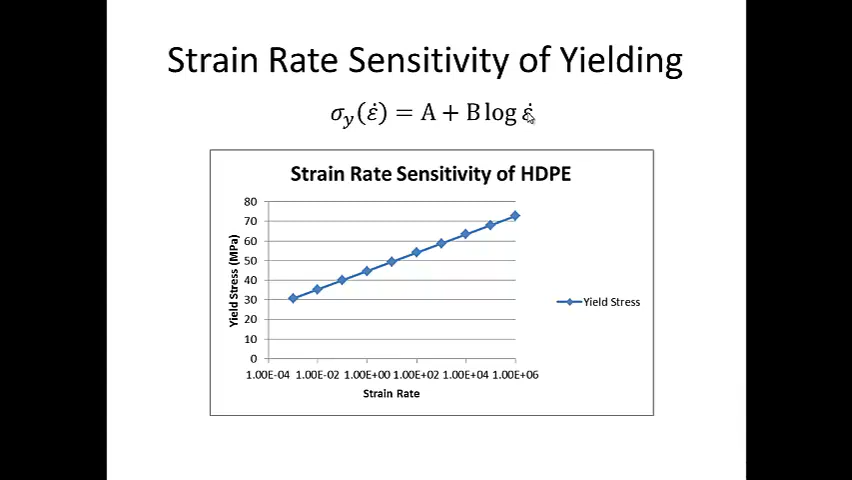 Strain Rate Sensitivity of Yielding
σ_y(ε̇) = A + B log ε̇
Strain Rate Sensitivity of HDPE
80
70
60
50
40
30
20
10
0
Yield Stress (MPa)
Yield Stress
1.00E-04 1.00E-02 1.00E+00 1.00E+02 1.00E+04 1.00E+06
Strain Rate